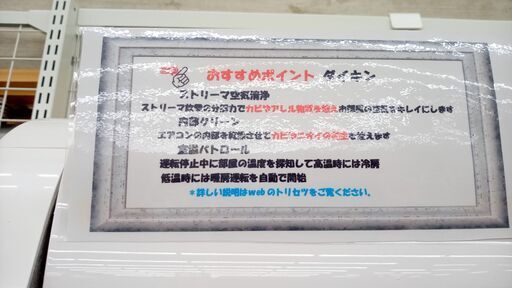 おすすめポイント ダイキン
ストリーマ空気清浄
ストリーマ放電の分解力でカビやアレル物質を抑えお部屋の空気をキレイにします
内部クリーン
エアコンの内部を乾燥させてカビやニオイの発生を抑えます
室温パトロール
運転停止中に部屋の温度を探知して高温時には冷房
低温時には暖房運転を自動で開始
*詳しい説明はwebのトリセツをご覧ください。